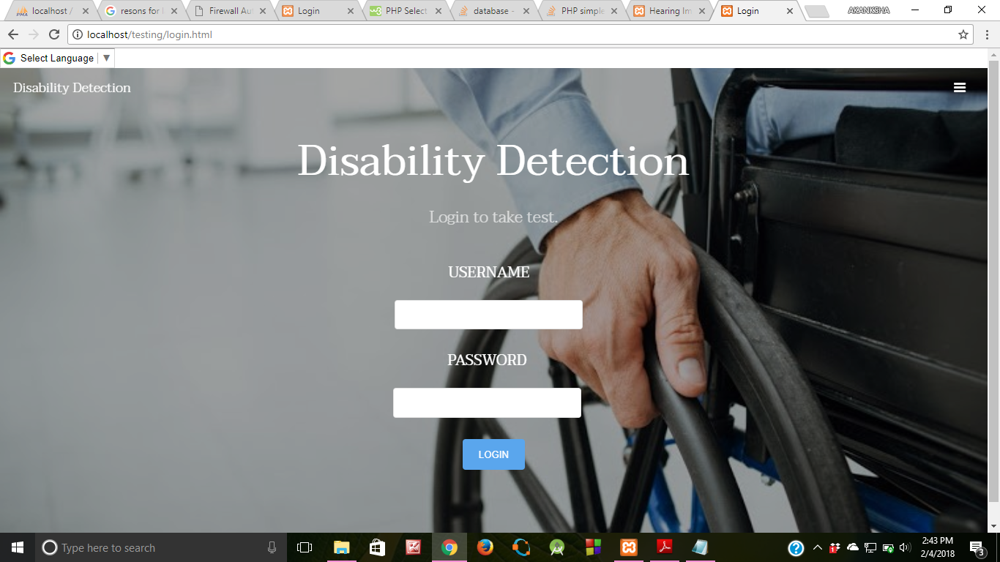 localhost /
resons for
Firewall Au
Login
PHP Select
database -
PHP simple
Hearing Im
Login
AKANKSHA
localhost/testing/login.html
Select Language
Disability Detection
Disability Detection
Login to take test.
USERNAME
PASSWORD
LOGIN
Type here to search
2:43 PM
2/4/2018
3